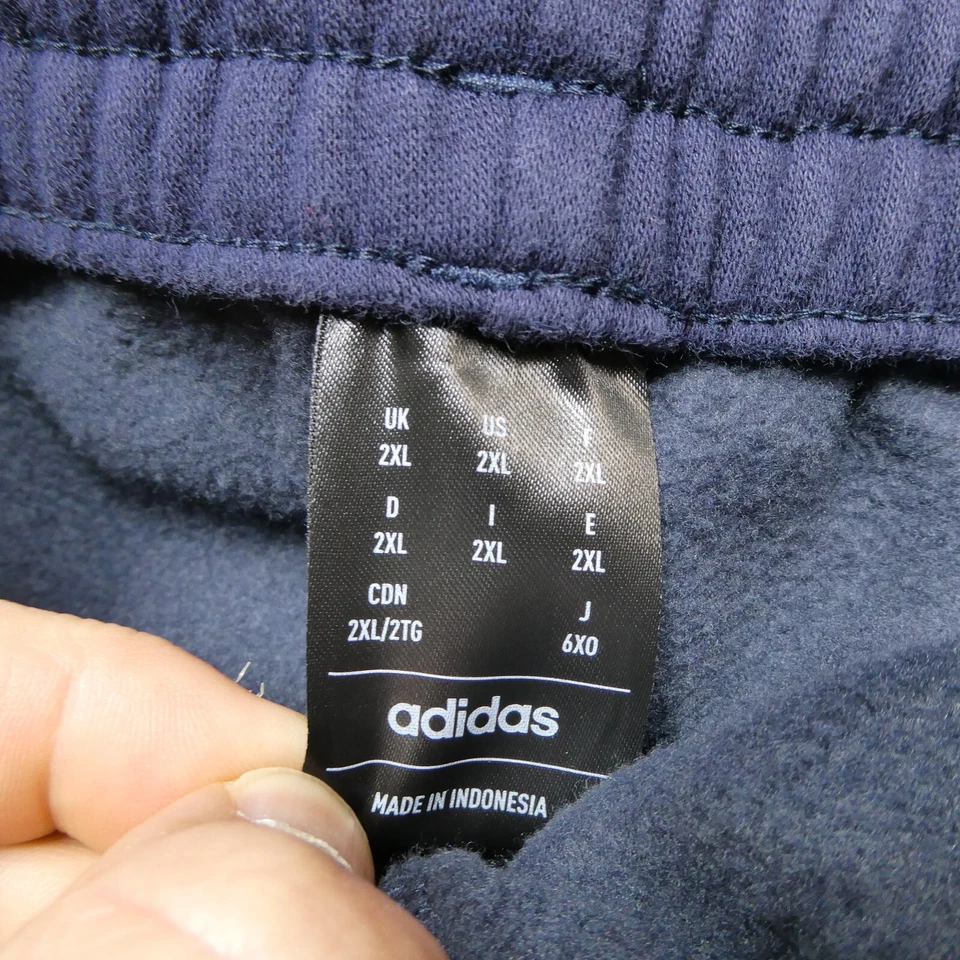 UK US F
2XL 2XL 2XL
D I E
2XL 2XL 2XL
CDN J
2XL/2TG 6XO
adidas
MADE IN INDONESIA